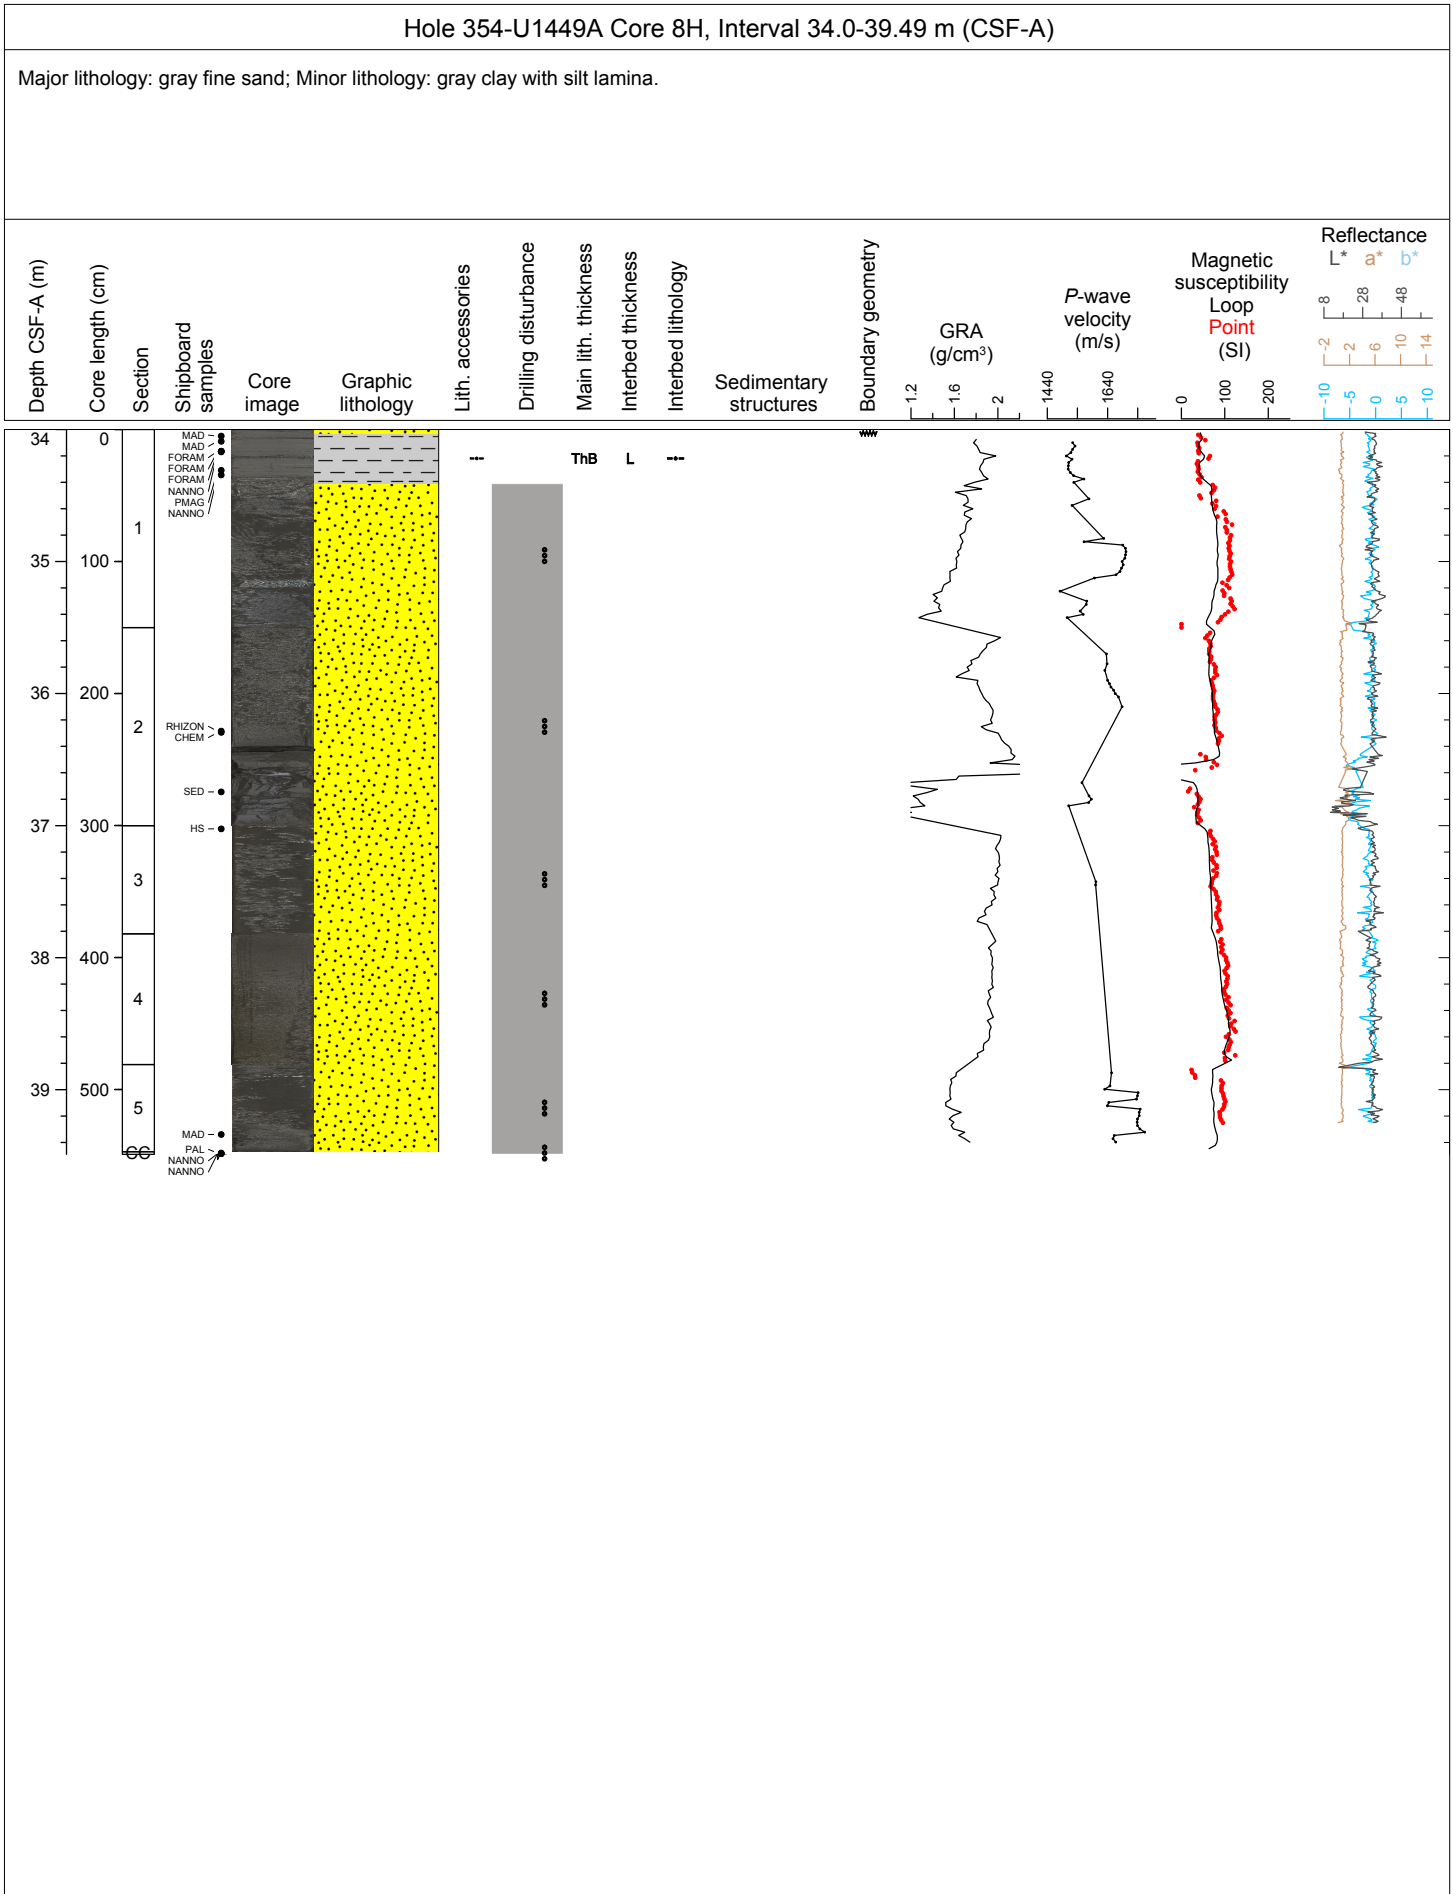 Hole 354-U1449A Core 8H, Interval 34.0-39.49 m (CSF-A)
Major lithology: gray fine sand; Minor lithology: gray clay with silt lamina.
Depth CSF-A (m)
Core length (cm)
Section
Shipboard
samples
Core
image
Graphic
lithology
Lith. accessories
Drilling disturbance
Main lith. thickness
Interbed thickness
Interbed lithology
Sedimentary
structures
Boundary geometry
GRA
(g/cm³)
1.2 1.6 2
P-wave
velocity
(m/s)
1440 1640
Magnetic
susceptibility
Loop
Point
(SI)
0 100 200
Reflectance
L* a* b*
8 28 48
-2 2 6 10 14
-10 -5 0 5 10
34 0
35 100
36 200
37 300
38 400
39 500
1
2
3
4
5
CC
MAD
MAD
FORAM
FORAM
FORAM
NANNO
PMAG
NANNO
RHIZON
CHEM
SED
HS
MAD
PAL
NANNO
NANNO
ThB L